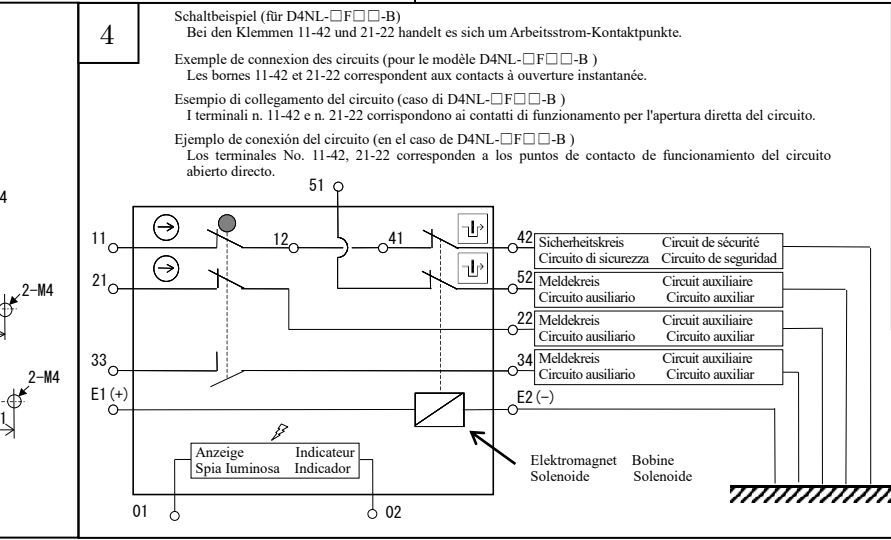 4
Schaltbeispiel (für D4NL-□F□□-B)
Bei den Klemmen 11-42 und 21-22 handelt es sich um Arbeitsstrom-Kontaktpunkte.
Exemple de connexion des circuits (pour le modèle D4NL-□F□□-B )
Les bornes 11-42 et 21-22 correspondent aux contacts à ouverture instantanée.
Esempio di collegamento del circuito (caso di D4NL-□F□□-B )
I terminali n. 11-42 e n. 21-22 corrispondono ai contatti di funzionamento per l'apertura diretta del circuito.
Ejemplo de conexión del circuito (en el caso de D4NL-□F□□-B )
Los terminales No. 11-42, 21-22 corresponden a los puntos de contacto de funcionamiento del circuito
abierto directo.
51
4
11
12
41
42
Sicherheitskreis Circuit de sécurité
Circuito di sicurezza Circuito de seguridad
21
52
Meldekreis Circuit auxiliaire
Circuito ausiliario Circuito auxiliar
2-M4
22
Meldekreis Circuit auxiliaire
Circuito ausiliario Circuito auxiliar
33
34
Meldekreis Circuit auxiliaire
Circuito ausiliario Circuito auxiliar
2-M4
E1(+)
E2(−)
1
Anzeige Indicateur
Spia Iuminosa Indicador
Elektromagnet Bobine
Solenoide Solenoide
01
02